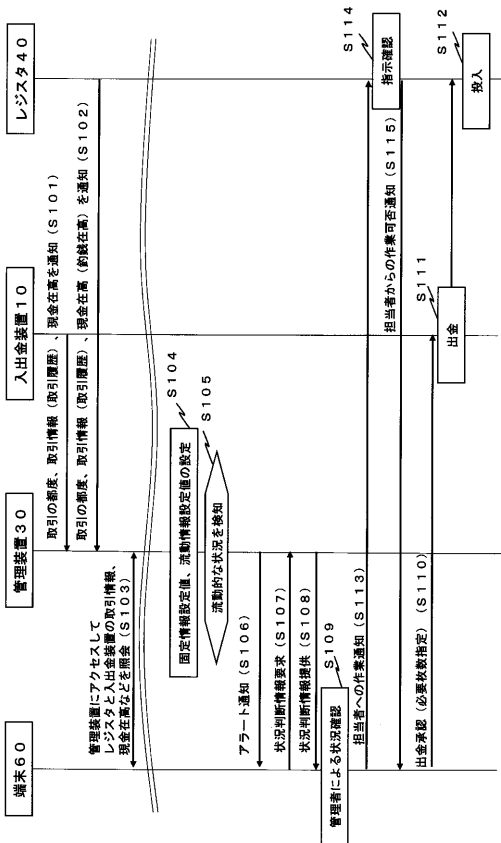 端末60
管理装置30
入出金装置10
レジスタ40
取引の都度、取引情報（取引履歴）、現金在高を通知（S101）
取引の都度、取引情報（取引履歴）、現金在高（釣銭在高）を通知（S102）
管理装置にアクセスして
レジスタと入出金装置の取引情報、
現金在高などを照会（S103）
S104
固定情報設定値、流動情報設定値の設定
S105
流動的な状況を検知
アラート通知（S106）
状況判断情報要求（S107）
状況判断情報提供（S108）
S109
管理者による状況確認
担当者への作業通知（S113）
S114
指示確認
担当者からの作業可否通知（S115）
出金承認（必要枚数指定）（S110）
S111
出金
S112
投入